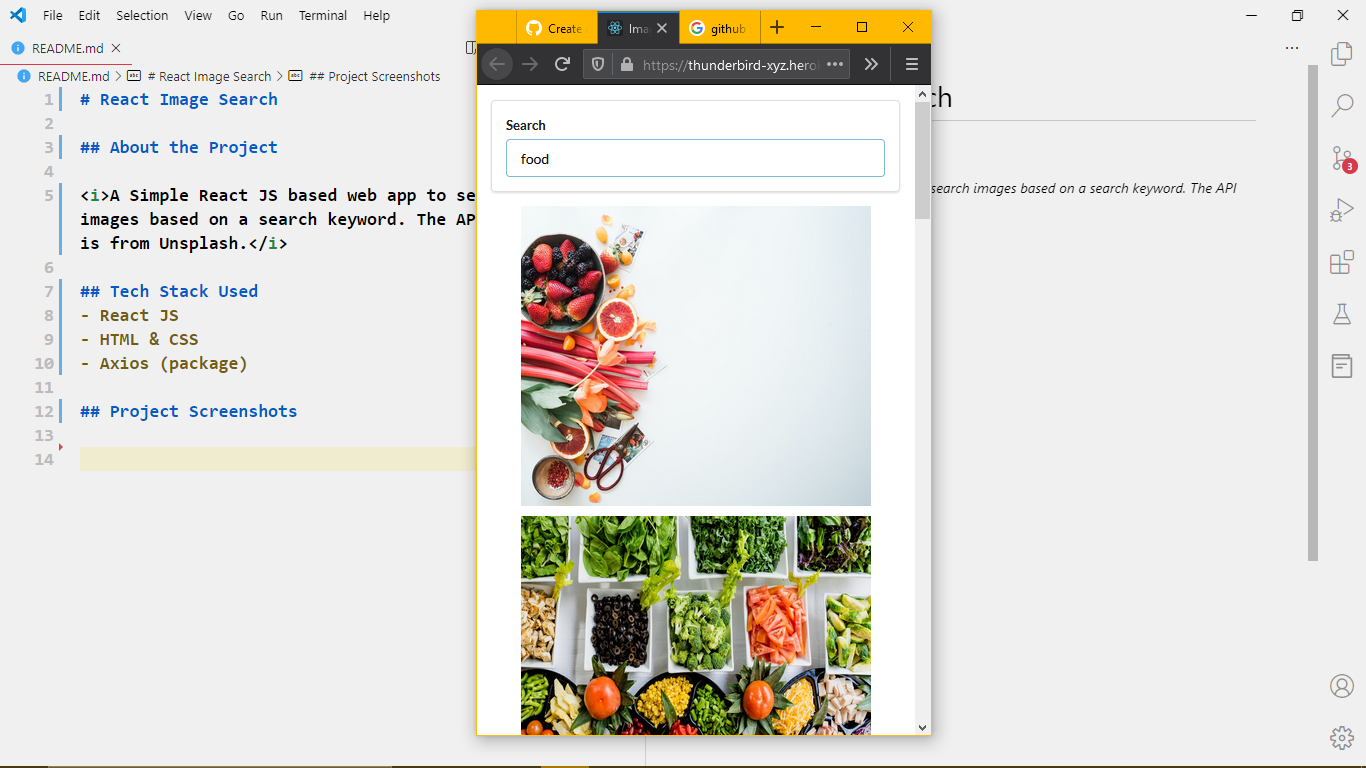 File Edit Selection View Go Run Terminal Help
README.md
README.md > # React Image Search > ## Project Screenshots
1 # React Image Search
2
3 ## About the Project
4
5 <i>A Simple React JS based web app to se
images based on a search keyword. The AP
is from Unsplash.</i>
6
7 ## Tech Stack Used
8 - React JS
9 - HTML & CSS
10 - Axios (package)
11
12 ## Project Screenshots
13
14
Create
Ima
github
https://thunderbird-xyz.hero
Search
food
ch
search images based on a search keyword. The API
3